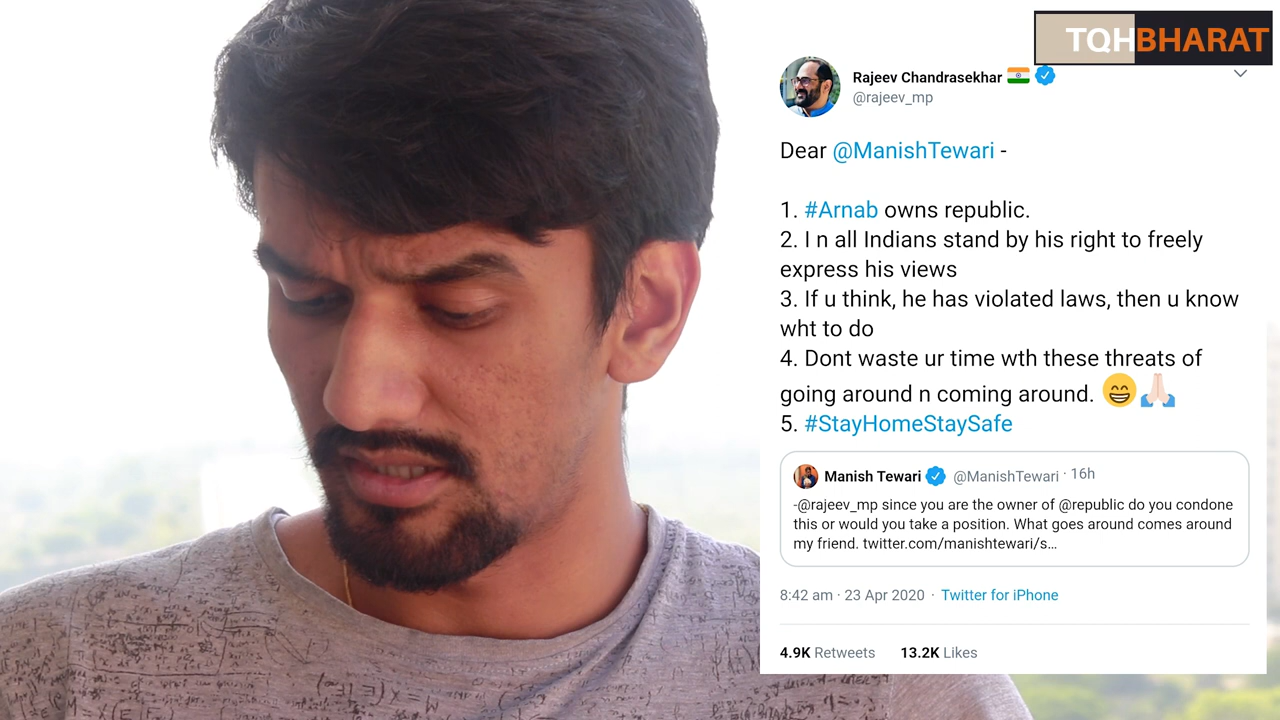 TQHBHARAT
Rajeev Chandrasekhar
@rajeev_mp
Dear @ManishTewari -
1. #Arnab owns republic.
2. I n all Indians stand by his right to freely
express his views
3. If u think, he has violated laws, then u know
wht to do
4. Dont waste ur time wth these threats of
going around n coming around. 😁🙏🏻
5. #StayHomeStaySafe
Manish Tewari @ManishTewari · 16h
-@rajeev_mp since you are the owner of @republic do you condone
this or would you take a position. What goes around comes around
my friend. twitter.com/manishtewari/s...
8:42 am · 23 Apr 2020 · Twitter for iPhone
4.9K Retweets 13.2K Likes